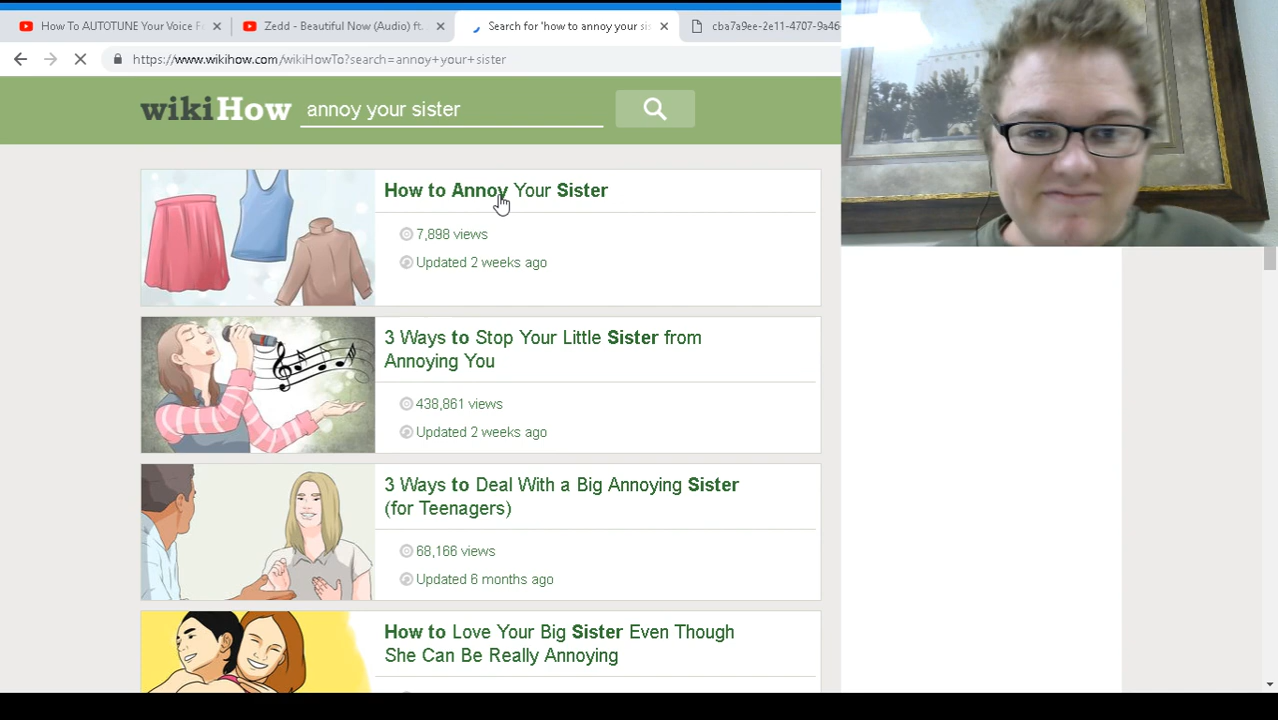 How To AUTOTUNE Your Voice F
Zedd - Beautiful Now (Audio) ft.
Search for 'how to annoy your si
cba7a9ee-2e11-4707-9a46
https://www.wikihow.com/wikiHowTo?search=annoy+your+sister
wikiHow
annoy your sister
How to Annoy Your Sister
7,898 views
Updated 2 weeks ago
3 Ways to Stop Your Little Sister from
Annoying You
438,861 views
Updated 2 weeks ago
3 Ways to Deal With a Big Annoying Sister
(for Teenagers)
68,166 views
Updated 6 months ago
How to Love Your Big Sister Even Though
She Can Be Really Annoying